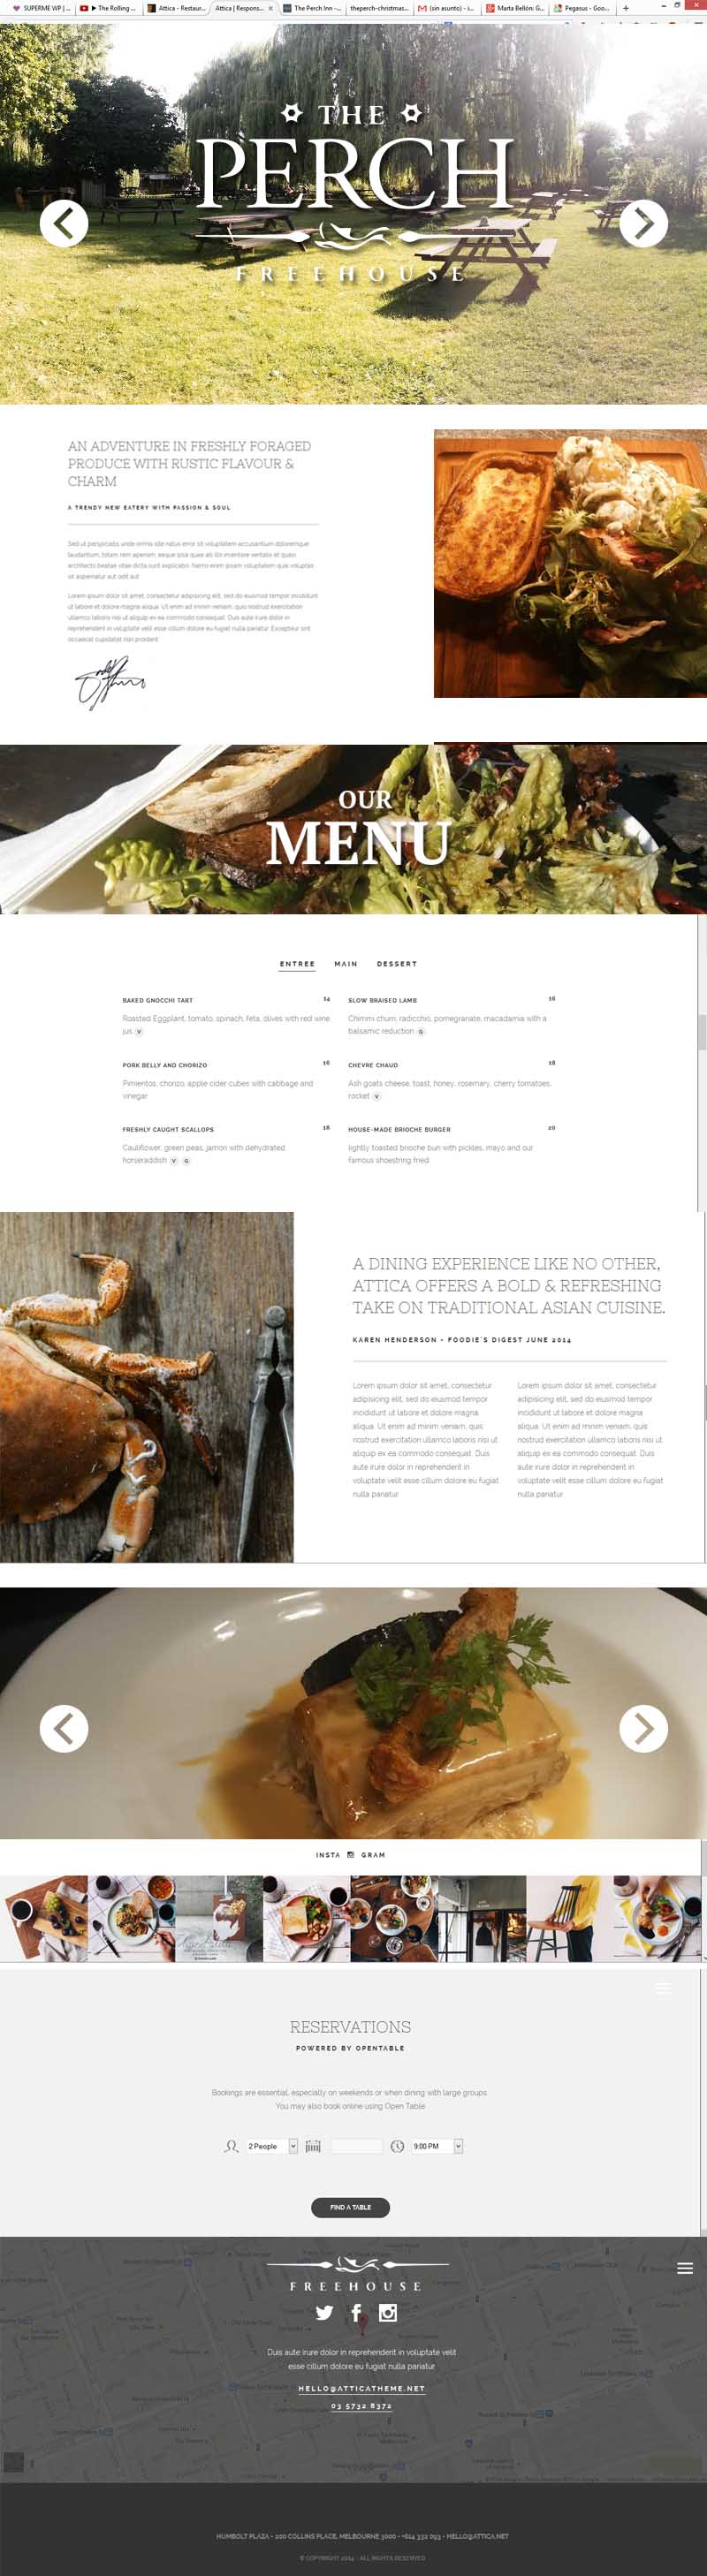 SUPERME WP | ...
The Rolling ...
Attica - Restaur...
Attica | Respons...
The Perch Inn -...
theperch-christmas...
(sin asunto) - i...
Marta Bellón: G...
Pegasus - Goo...
THE
PERCH
FREEHOUSE
AN ADVENTURE IN FRESHLY FORAGED
PRODUCE WITH RUSTIC FLAVOUR &
CHARM
A TRENDY NEW EATERY WITH PASSION & SOUL
Sed ut perspiciatis unde omnis iste natus error sit voluptatem accusantium doloremque
laudantium, totam rem aperiam, eaque ipsa quae ab illo inventore veritatis et quasi
architecto beatae vitae dicta sunt explicabo. Nemo enim ipsam voluptatem quia voluptas
sit aspernatur aut odit aut
Lorem ipsum dolor sit amet, consectetur adipisicing elit, sed do eiusmod tempor incididunt
ut labore et dolore magna aliqua. Ut enim ad minim veniam, quis nostrud exercitation
ullamco laboris nisi ut aliquip ex ea commodo consequat. Duis aute irure dolor in
reprehenderit in voluptate velit esse cillum dolore eu fugiat nulla pariatur. Excepteur sint
occaecat cupidatat non proident
OUR
MENU
ENTREE MAIN DESSERT
BAKED GNOCCHI TART 14
Roasted Eggplant, tomato, spinach, feta, olives with red wine
jus V
SLOW BRAISED LAMB 16
Chimmi churri, radicchio, pomegranate, macadamia with a
balsamic reduction G
PORK BELLY AND CHORIZO 16
Pimientos, chorizo, apple cider cubes with cabbage and
vinegar
CHEVRE CHAUD 18
Ash goats cheese, toast, honey, rosemary, cherry tomatoes,
rocket V
FRESHLY CAUGHT SCALLOPS 18
Cauliflower, green peas, jamon with dehydrated
horseraddish V G
HOUSE-MADE BRIOCHE BURGER 20
lightly toasted brioche bun with pickles, mayo and our
famous shoestring fried
A DINING EXPERIENCE LIKE NO OTHER,
ATTICA OFFERS A BOLD & REFRESHING
TAKE ON TRADITIONAL ASIAN CUISINE.
KAREN HENDERSON - FOODIE'S DIGEST JUNE 2014
Lorem ipsum dolor sit amet, consectetur
adipisicing elit, sed do eiusmod tempor
incididunt ut labore et dolore magna
aliqua. Ut enim ad minim veniam, quis
nostrud exercitation ullamco laboris nisi ut
aliquip ex ea commodo consequat. Duis
aute irure dolor in reprehenderit in
voluptate velit esse cillum dolore eu fugiat
nulla pariatur
Lorem ipsum dolor sit amet, consectetur
adipisicing elit, sed do eiusmod tempor
incididunt ut labore et dolore magna
aliqua. Ut enim ad minim veniam, quis
nostrud exercitation ullamco laboris nisi ut
aliquip ex ea commodo consequat. Duis
aute irure dolor in reprehenderit in
voluptate velit esse cillum dolore eu fugiat
nulla pariatur
INSTA GRAM
RESERVATIONS
POWERED BY OPENTABLE
Bookings are essential, especially on weekends or when dining with large groups.
You may also book online using Open Table
2 People
9:00 PM
FIND A TABLE
FREEHOUSE
Duis aute irure dolor in reprehenderit in voluptate velit
esse cillum dolore eu fugiat nulla pariatur
HELLO@ATTICATHEME.NET
03 5732 8372
HUMBOLT PLAZA - 200 COLLINS PLACE, MELBOURNE 3000 - +614 332 093 - HELLO@ATTICA.NET
© COPYRIGHT 2014 - ALL RIGHTS RESERVED